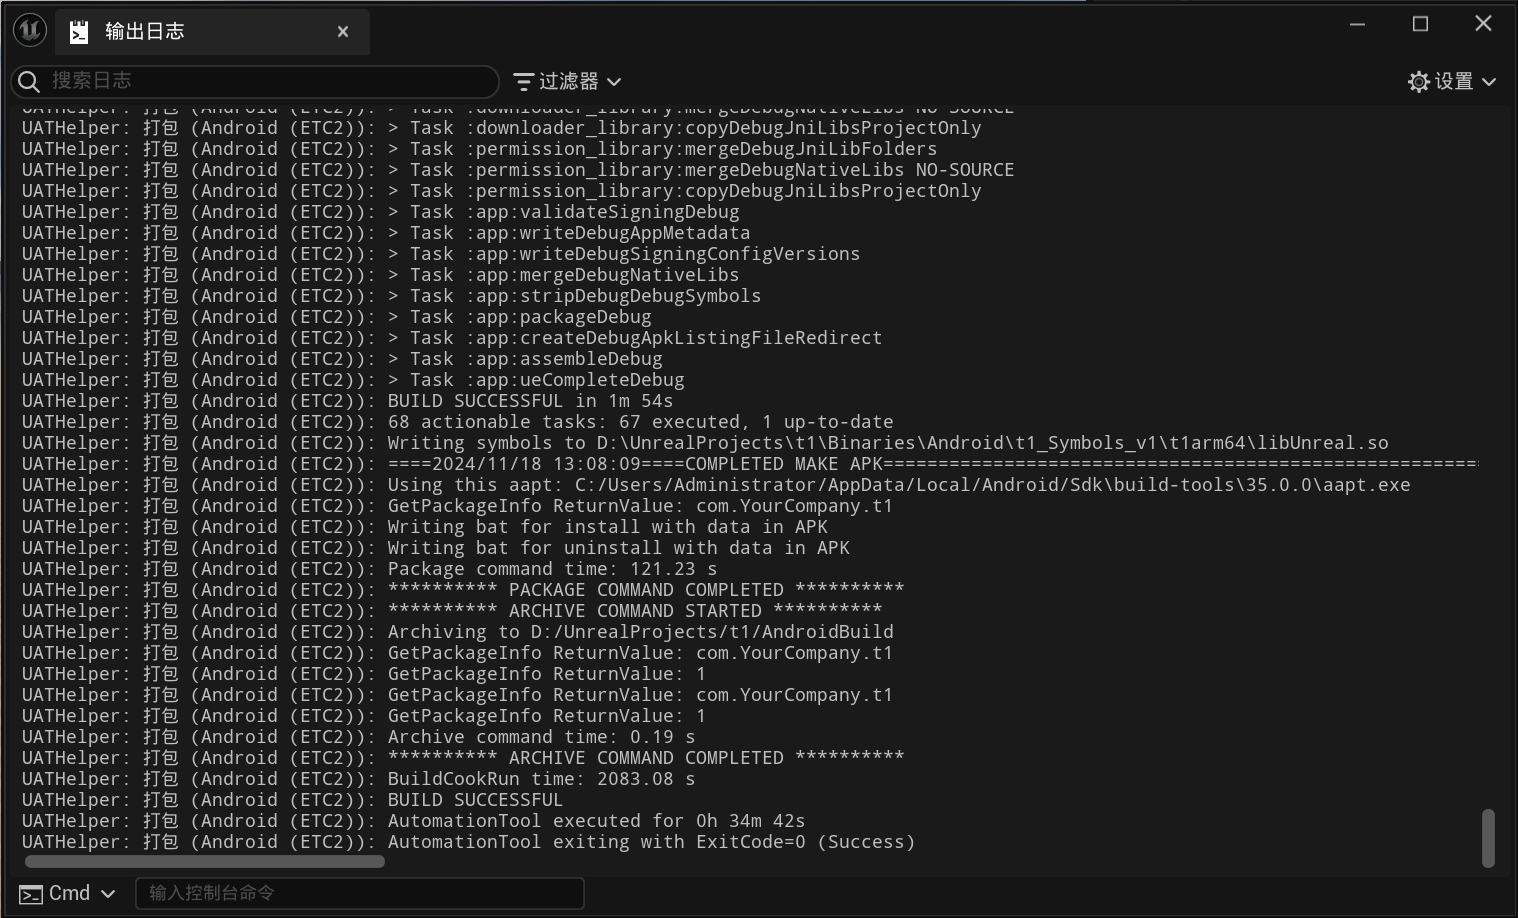 输出日志
搜索日志
过滤器
设置
UATHelper: 打包 (Android (ETC2)): > Task :downloader_library:mergeDebugNativeLibs NO-SOURCE
UATHelper: 打包 (Android (ETC2)): > Task :downloader_library:copyDebugJniLibsProjectOnly
UATHelper: 打包 (Android (ETC2)): > Task :permission_library:mergeDebugJniLibFolders
UATHelper: 打包 (Android (ETC2)): > Task :permission_library:mergeDebugNativeLibs NO-SOURCE
UATHelper: 打包 (Android (ETC2)): > Task :permission_library:copyDebugJniLibsProjectOnly
UATHelper: 打包 (Android (ETC2)): > Task :app:validateSigningDebug
UATHelper: 打包 (Android (ETC2)): > Task :app:writeDebugAppMetadata
UATHelper: 打包 (Android (ETC2)): > Task :app:writeDebugSigningConfigVersions
UATHelper: 打包 (Android (ETC2)): > Task :app:mergeDebugNativeLibs
UATHelper: 打包 (Android (ETC2)): > Task :app:stripDebugDebugSymbols
UATHelper: 打包 (Android (ETC2)): > Task :app:packageDebug
UATHelper: 打包 (Android (ETC2)): > Task :app:createDebugApkListingFileRedirect
UATHelper: 打包 (Android (ETC2)): > Task :app:assembleDebug
UATHelper: 打包 (Android (ETC2)): > Task :app:ueCompleteDebug
UATHelper: 打包 (Android (ETC2)): BUILD SUCCESSFUL in 1m 54s
UATHelper: 打包 (Android (ETC2)): 68 actionable tasks: 67 executed, 1 up-to-date
UATHelper: 打包 (Android (ETC2)): Writing symbols to D:\UnrealProjects\t1\Binaries\Android\t1_Symbols_v1\t1arm64\libUnreal.so
UATHelper: 打包 (Android (ETC2)): ====2024/11/18 13:08:09====COMPLETED MAKE APK======================================================
UATHelper: 打包 (Android (ETC2)): Using this aapt: C:/Users/Administrator/AppData/Local/Android/Sdk\build-tools\35.0.0\aapt.exe
UATHelper: 打包 (Android (ETC2)): GetPackageInfo ReturnValue: com.YourCompany.t1
UATHelper: 打包 (Android (ETC2)): Writing bat for install with data in APK
UATHelper: 打包 (Android (ETC2)): Writing bat for uninstall with data in APK
UATHelper: 打包 (Android (ETC2)): Package command time: 121.23 s
UATHelper: 打包 (Android (ETC2)): ********** PACKAGE COMMAND COMPLETED **********
UATHelper: 打包 (Android (ETC2)): ********** ARCHIVE COMMAND STARTED **********
UATHelper: 打包 (Android (ETC2)): Archiving to D:/UnrealProjects/t1/AndroidBuild
UATHelper: 打包 (Android (ETC2)): GetPackageInfo ReturnValue: com.YourCompany.t1
UATHelper: 打包 (Android (ETC2)): GetPackageInfo ReturnValue: 1
UATHelper: 打包 (Android (ETC2)): GetPackageInfo ReturnValue: com.YourCompany.t1
UATHelper: 打包 (Android (ETC2)): GetPackageInfo ReturnValue: 1
UATHelper: 打包 (Android (ETC2)): Archive command time: 0.19 s
UATHelper: 打包 (Android (ETC2)): ********** ARCHIVE COMMAND COMPLETED **********
UATHelper: 打包 (Android (ETC2)): BuildCookRun time: 2083.08 s
UATHelper: 打包 (Android (ETC2)): BUILD SUCCESSFUL
UATHelper: 打包 (Android (ETC2)): AutomationTool executed for 0h 34m 42s
UATHelper: 打包 (Android (ETC2)): AutomationTool exiting with ExitCode=0 (Success)
Cmd
输入控制台命令